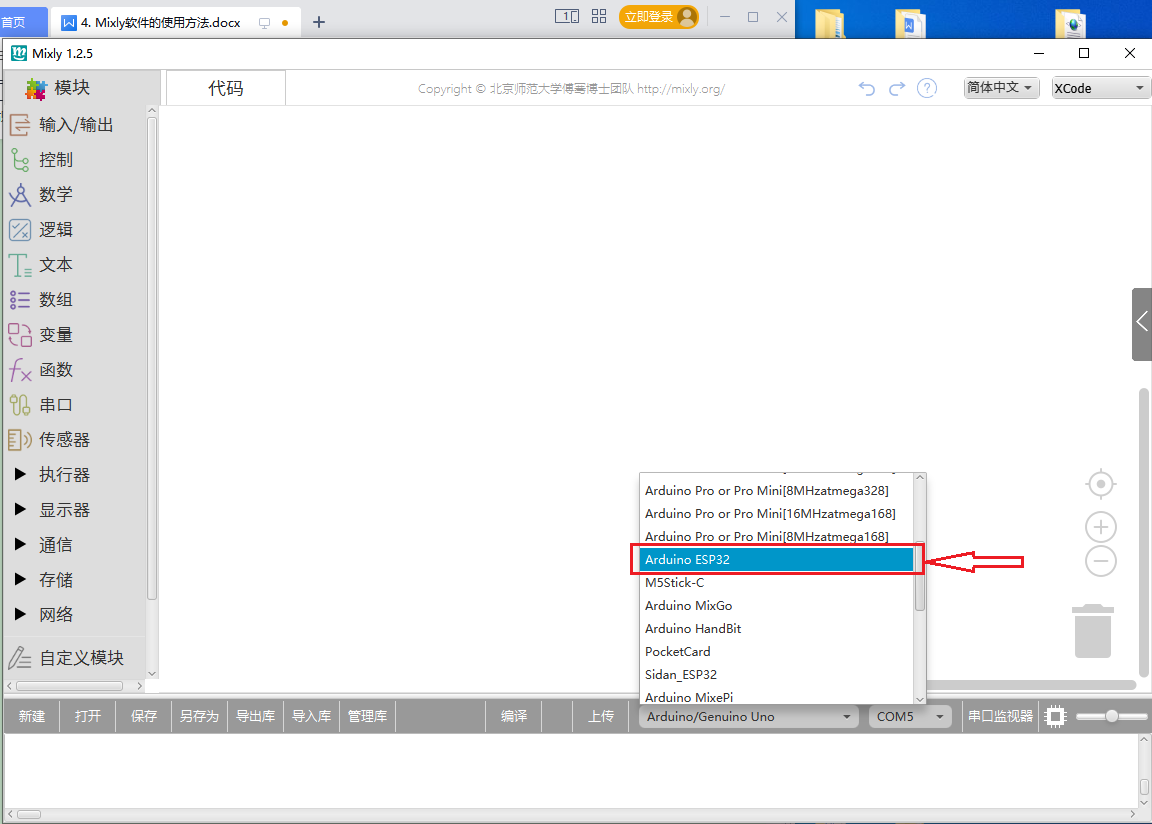 首页
4. Mixly软件的使用方法.docx
立即登录
Mixly 1.2.5
模块
代码
Copyright © 北京师范大学傅骞博士团队 http://mixly.org/
简体中文
XCode
输入/输出
控制
数学
逻辑
文本
数组
变量
函数
串口
传感器
执行器
显示器
通信
存储
网络
自定义模块
Arduino Pro or Pro Mini[8MHzatmega328]
Arduino Pro or Pro Mini[16MHzatmega168]
Arduino Pro or Pro Mini[8MHzatmega168]
Arduino ESP32
M5Stick-C
Arduino MixGo
Arduino HandBit
PocketCard
Sidan_ESP32
Arduino MixePi
新建 打开 保存 另存为 导出库 导入库 管理库 编译 上传 Arduino/Genuino Uno COM5 串口监视器